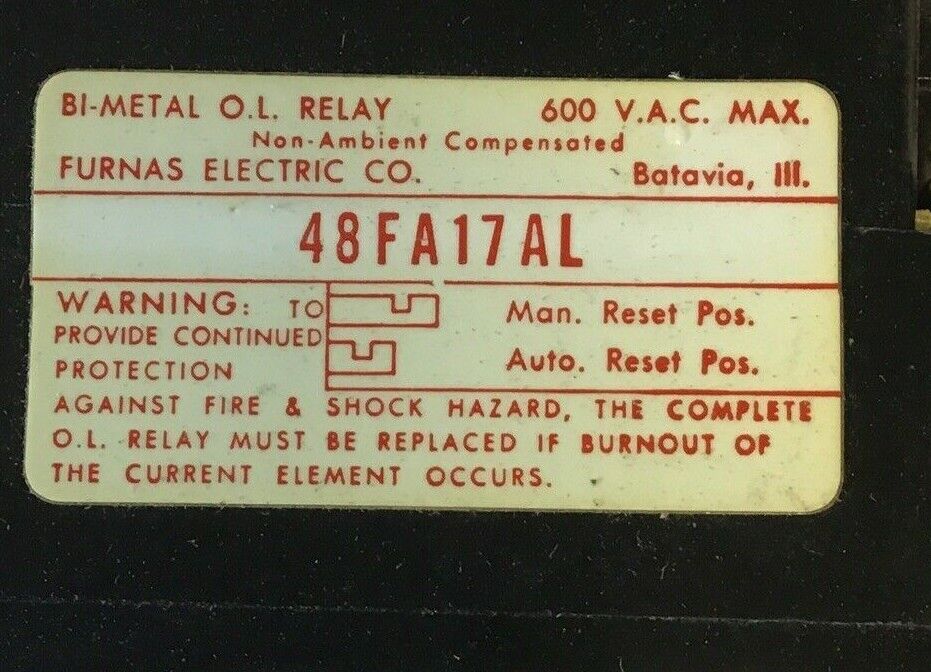 BI-METAL O.L. RELAY 600 V.A.C. MAX.
Non-Ambient Compensated
FURNAS ELECTRIC CO. Batavia, Ill.
48FA17AL
WARNING: TO Man. Reset Pos.
PROVIDE CONTINUED
PROTECTION Auto. Reset Pos.
AGAINST FIRE & SHOCK HAZARD, THE COMPLETE
O.L. RELAY MUST BE REPLACED IF BURNOUT OF
THE CURRENT ELEMENT OCCURS.